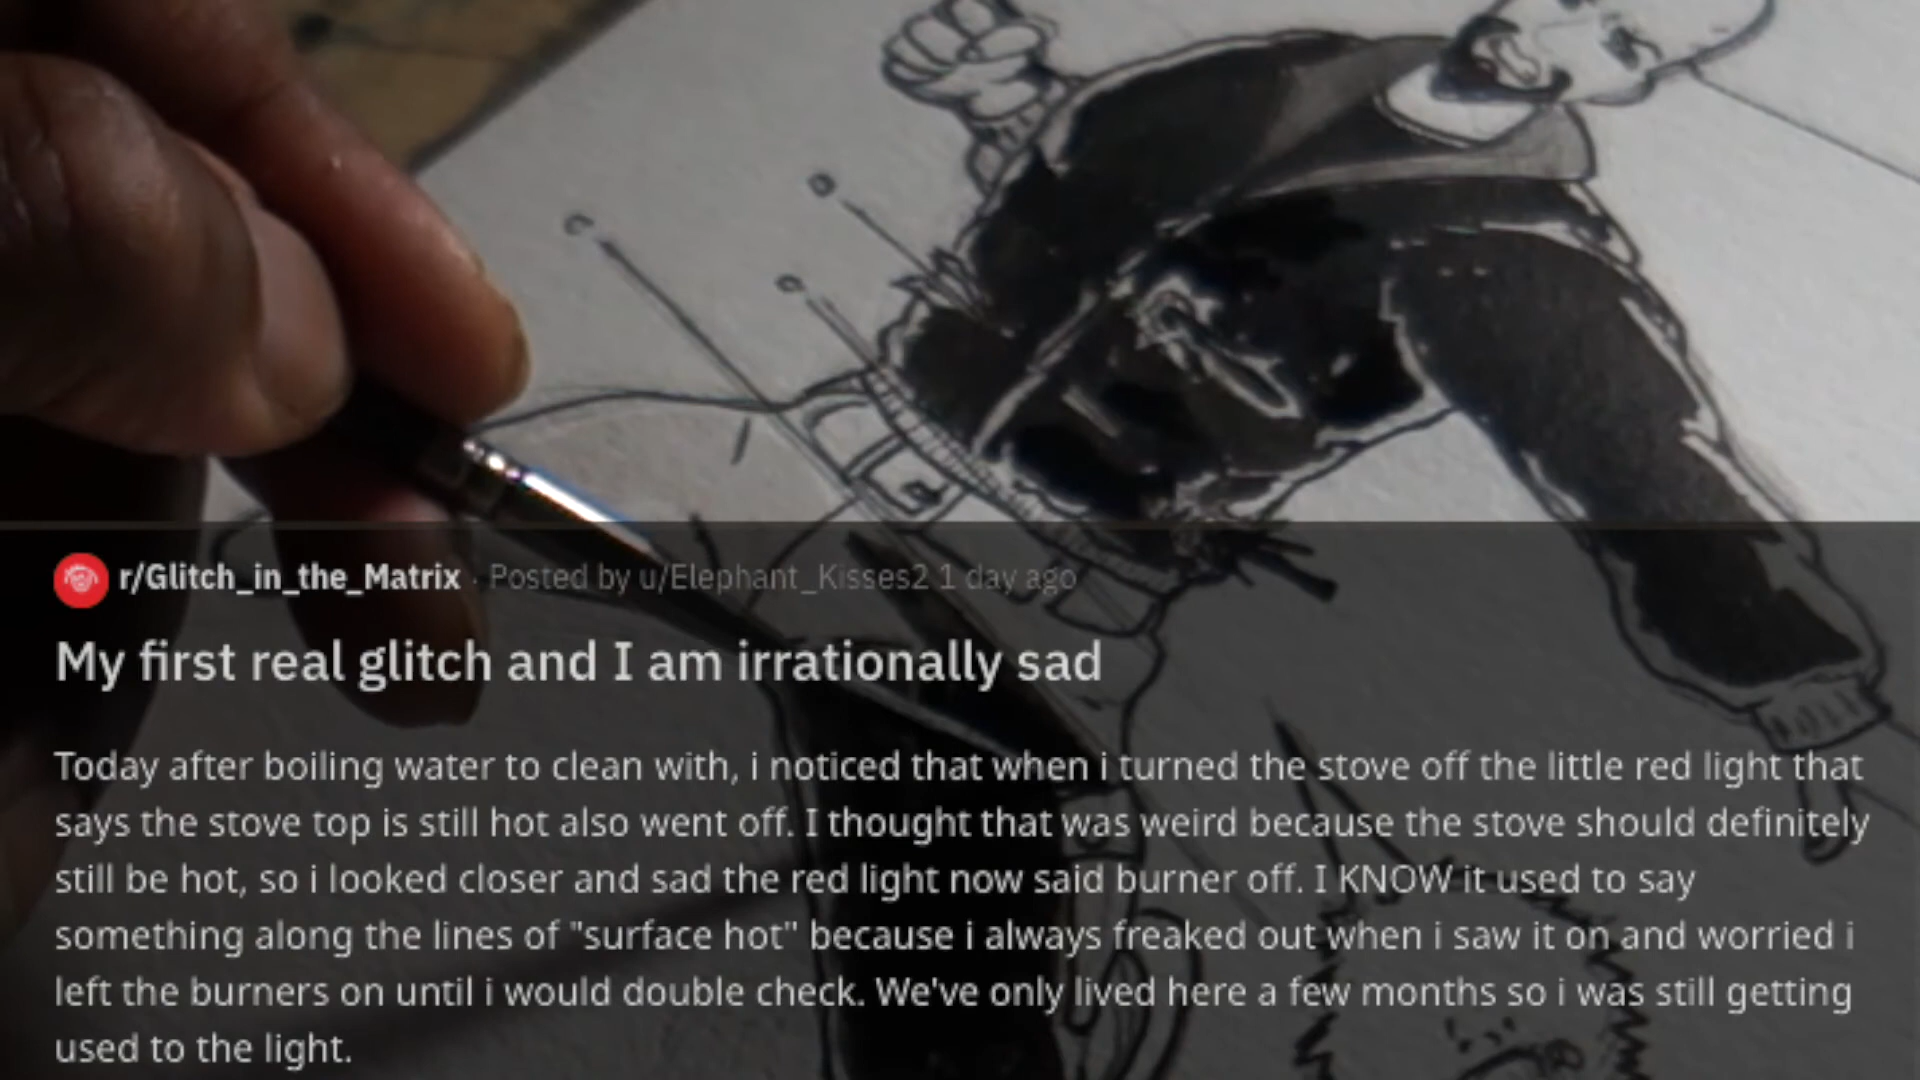 r/Glitch_in_the_Matrix · Posted by u/Elephant_Kisses2 1 day ago
My first real glitch and I am irrationally sad
Today after boiling water to clean with, i noticed that when i turned the stove off the little red light that
says the stove top is still hot also went off. I thought that was weird because the stove should definitely
still be hot, so i looked closer and sad the red light now said burner off. I KNOW it used to say
something along the lines of "surface hot" because i always freaked out when i saw it on and worried i
left the burners on until i would double check. We've only lived here a few months so i was still getting
used to the light.